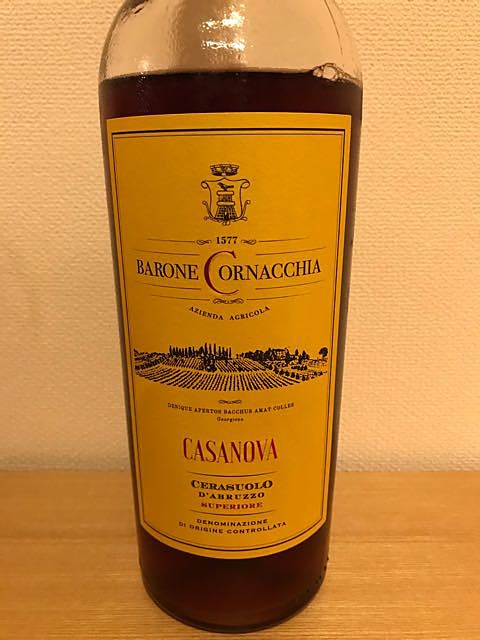 1577
BARONE CORNACCHIA
AZIENDA AGRICOLA
DENIQUE APERTOS BACCHUS AMAT COLLES
Georgicon
CASANOVA
CERASUOLO
D'ABRUZZO
SUPERIORE
DENOMINAZIONE
DI ORIGINE CONTROLLATA